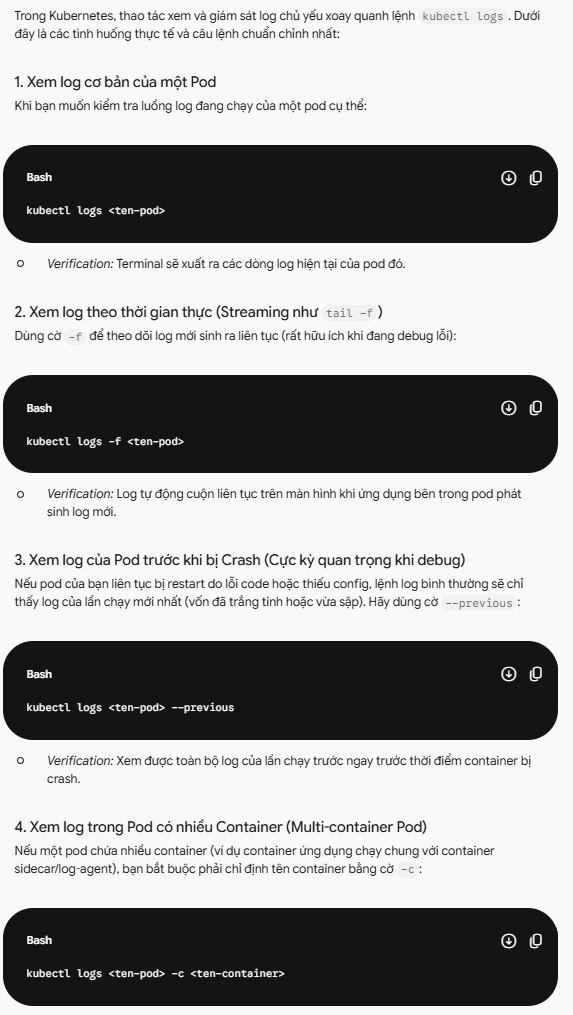 Trong Kubernetes, thao tác xem và giám sát log chủ yếu xoay quanh lệnh kubectl logs . Dưới
đây là các tình huống thực tế và câu lệnh chuẩn chỉnh nhất:
1. Xem log cơ bản của một Pod
Khi bạn muốn kiểm tra luồng log đang chạy của một pod cụ thể:
Bash
kubectl logs <ten-pod>
Verification: Terminal sẽ xuất ra các dòng log hiện tại của pod đó.
2. Xem log theo thời gian thực (Streaming như tail -f )
Dùng cờ -f để theo dõi log mới sinh ra liên tục (rất hữu ích khi đang debug lỗi):
Bash
kubectl logs -f <ten-pod>
Verification: Log tự động cuộn liên tục trên màn hình khi ứng dụng bên trong pod phát
sinh log mới.
3. Xem log của Pod trước khi bị Crash (Cực kỳ quan trọng khi debug)
Nếu pod của bạn liên tục bị restart do lỗi code hoặc thiếu config, lệnh log bình thường sẽ chỉ
thấy log của lần chạy mới nhất (vốn đã trắng tinh hoặc vừa sập). Hãy dùng cờ --previous :
Bash
kubectl logs <ten-pod> --previous
Verification: Xem được toàn bộ log của lần chạy trước ngay trước thời điểm container bị
crash.
4. Xem log trong Pod có nhiều Container (Multi-container Pod)
Nếu một pod chứa nhiều container (ví dụ container ứng dụng chạy chung với container
sidecar/log-agent), bạn bắt buộc phải chỉ định tên container bằng cờ -c :
Bash
kubectl logs <ten-pod> -c <ten-container>